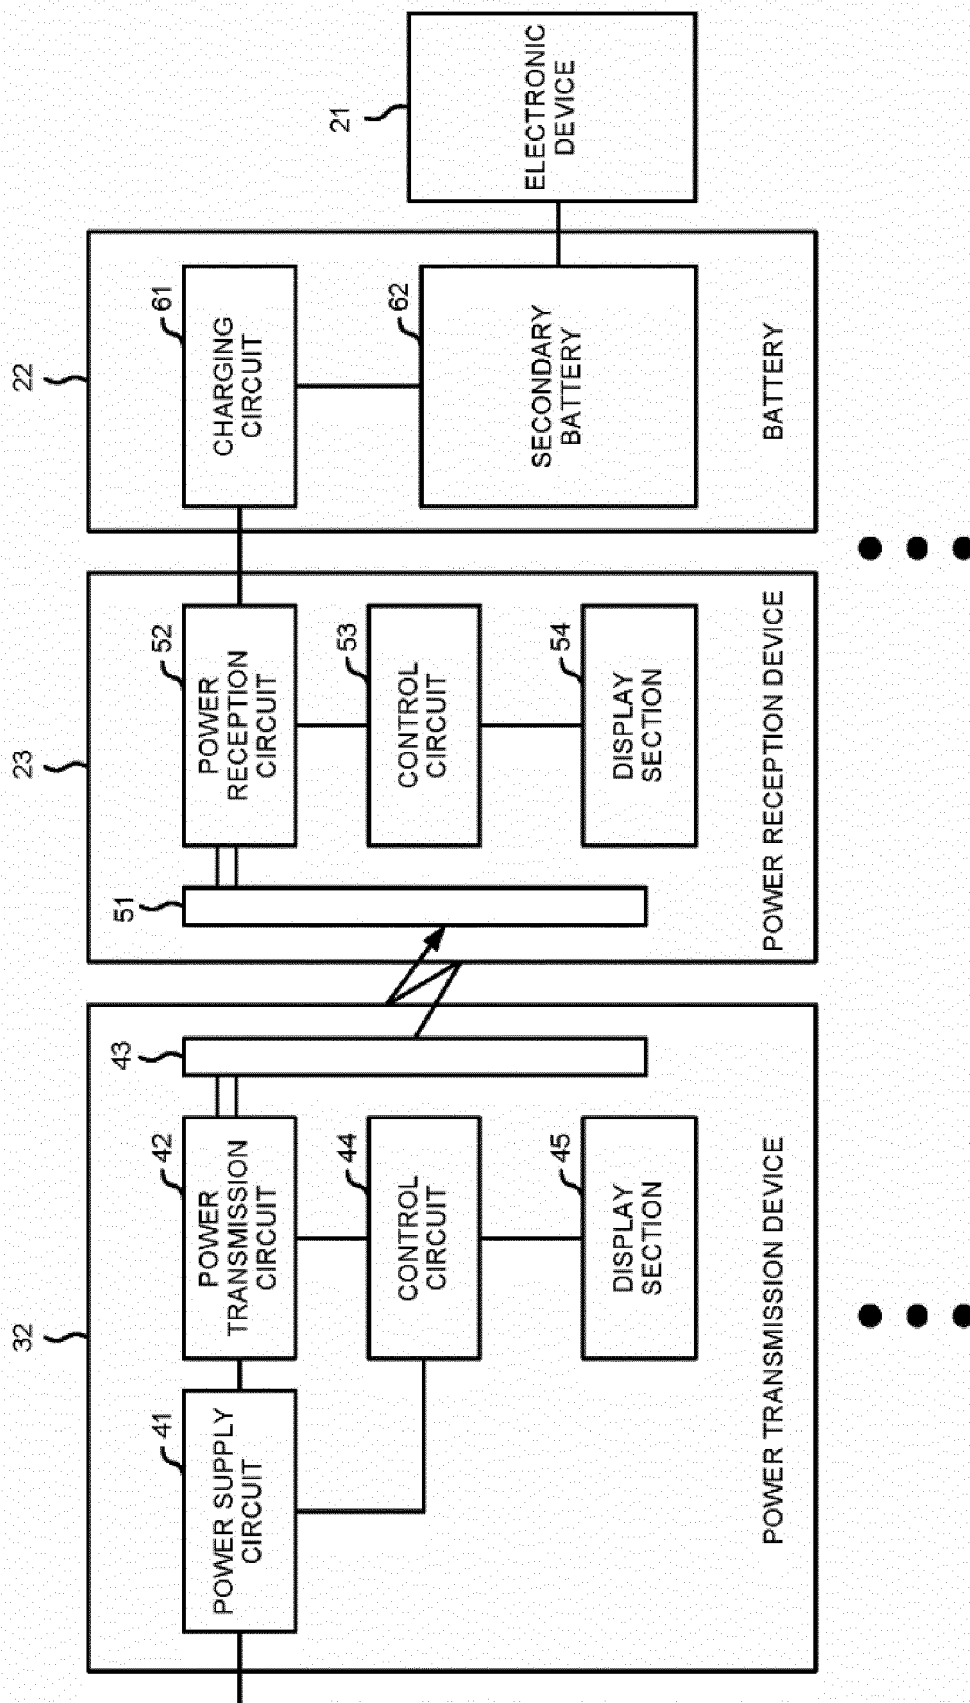 32
41
POWER SUPPLY
CIRCUIT
42
POWER
TRANSMISSION
CIRCUIT
43
44
CONTROL
CIRCUIT
45
DISPLAY
SECTION
POWER TRANSMISSION DEVICE
23
51
52
POWER
RECEPTION
CIRCUIT
53
CONTROL
CIRCUIT
54
DISPLAY
SECTION
POWER RECEPTION DEVICE
22
61
CHARGING
CIRCUIT
62
SECONDARY
BATTERY
BATTERY
21
ELECTRONIC
DEVICE